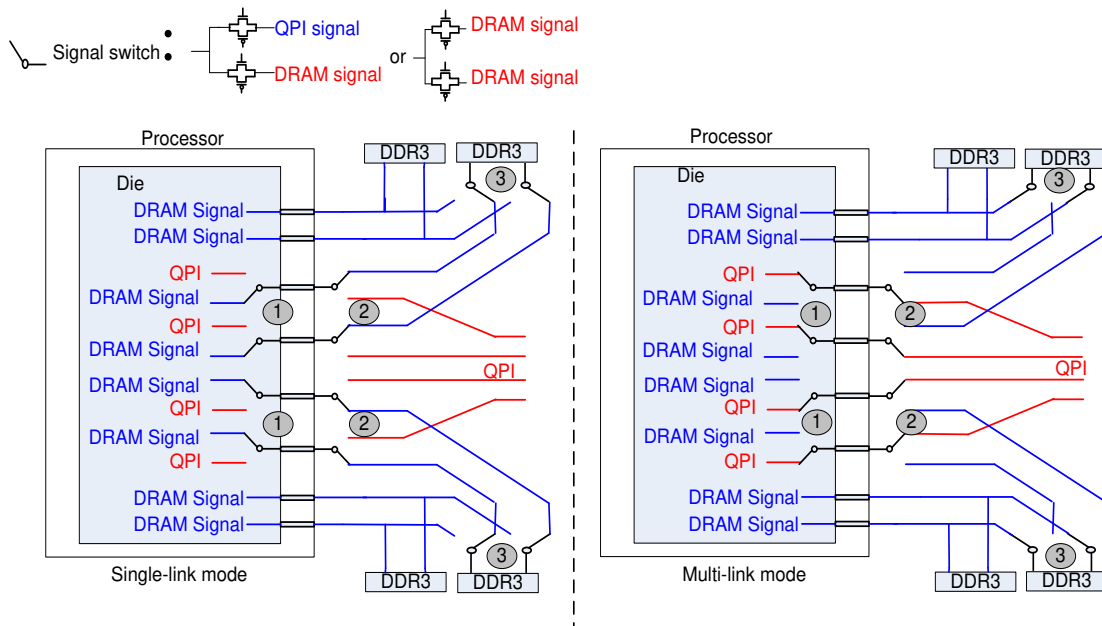 QPI signal
DRAM signal
Signal switch:
DRAM signal
or
DRAM signal
Processor
DDR3
DDR3
3
Die
DRAM Signal
DRAM Signal
QPI
DRAM Signal
1
2
QPI
DRAM Signal
QPI
DRAM Signal
QPI
1
2
DRAM Signal
QPI
DRAM Signal
DRAM Signal
3
DDR3
DDR3
Single-link mode
Processor
DDR3
DDR3
3
Die
DRAM Signal
DRAM Signal
QPI
DRAM Signal
1
2
QPI
DRAM Signal
QPI
DRAM Signal
QPI
1
2
DRAM Signal
QPI
DRAM Signal
DRAM Signal
3
DDR3
DDR3
Multi-link mode